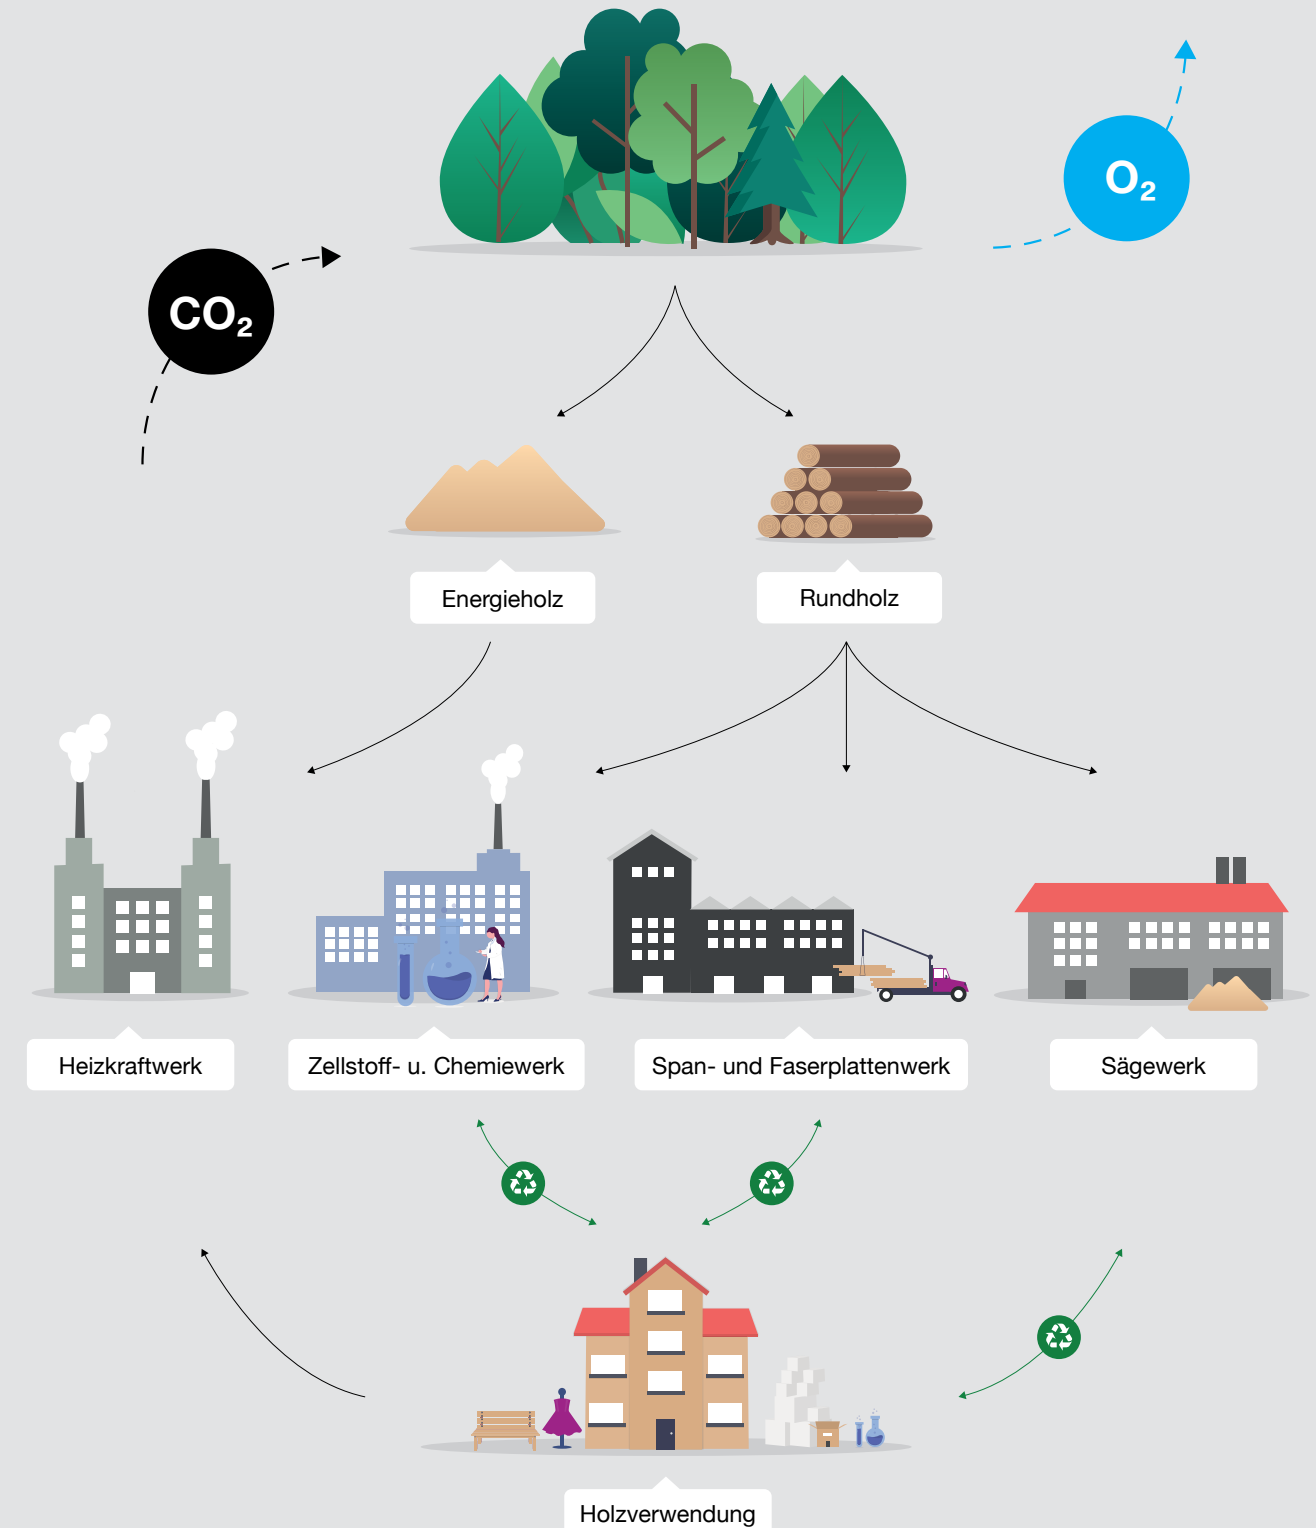 O₂
CO₂
Energieholz
Rundholz
Heizkraftwerk
Zellstoff- u. Chemiewerk
Span- und Faserplattenwerk
Sägewerk
Holzverwendung